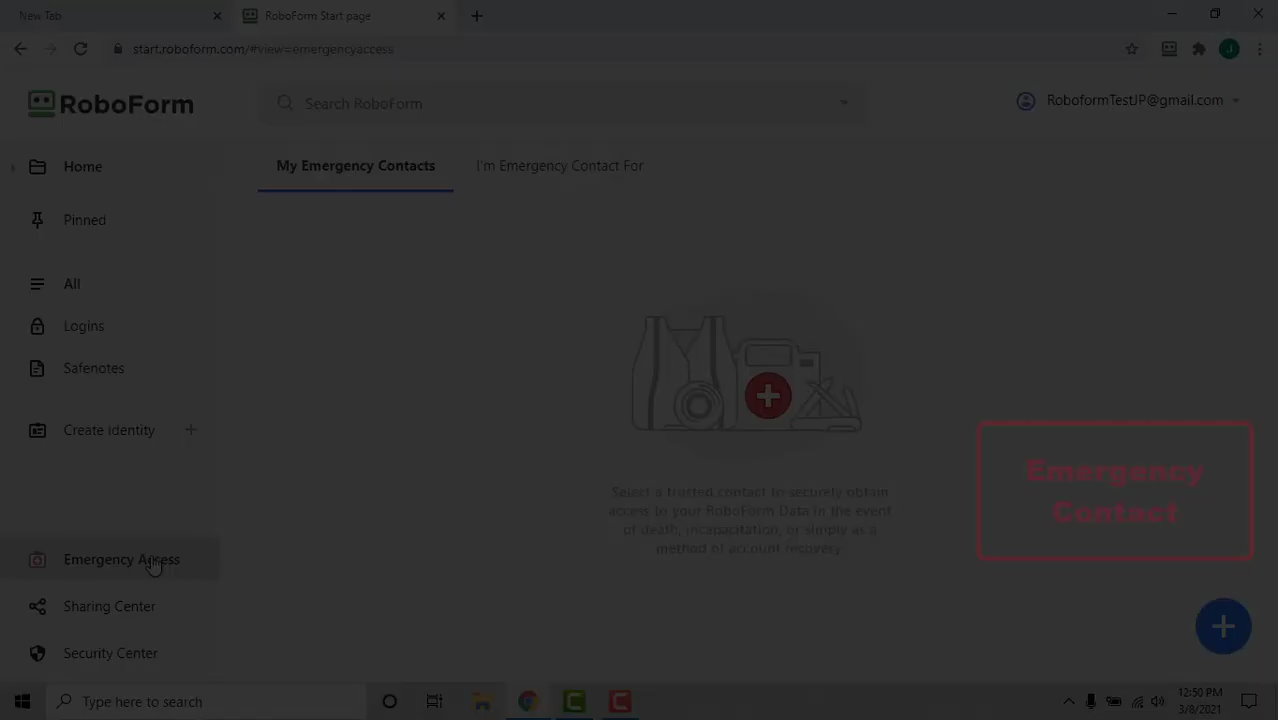 New Tab
RoboForm Start page
start.roboform.com/#view=emergencyaccess
RoboForm
Search RoboForm
RoboformTestJP@gmail.com
J
Home
My Emergency Contacts
I'm Emergency Contact For
Pinned
All
Logins
Safenotes
Create Identity
Select a trusted contact to securely obtain
access to your RoboForm Data in the event
of death, incapacitation, or simply as a
method of account recovery.
Emergency
Contact
Emergency Access
Sharing Center
Security Center
Type here to search
12:50 PM
3/8/2021